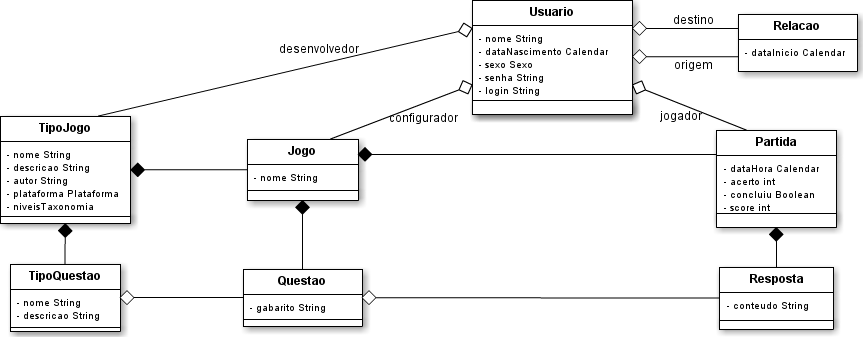 Usuario
- nome String
- dataNascimento Calendar
- sexo Sexo
- senha String
- login String
destino
origem
Relacao
- dataInicio Calendar
desenvolvedor
configurador
jogador
TipoJogo
- nome String
- descricao String
- autor String
- plataforma Plataforma
- niveisTaxonomia
Jogo
- nome String
Partida
- dataHora Calendar
- acerto int
- concluiu Boolean
- score int
TipoQuestao
- nome String
- descricao String
Questao
- gabarito String
Resposta
- conteudo String